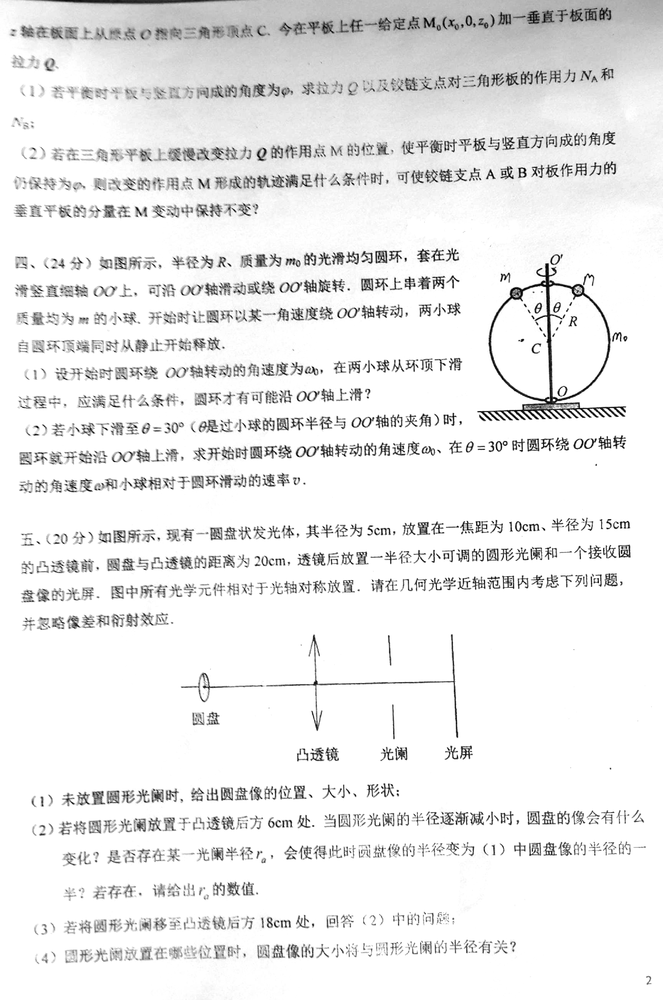 z 轴在板面上从原点 O 指向三角形顶点 C. 今在平板上任一给定点 M₀(x₀,0,z₀) 加一垂直于板面的
拉力 Q.
（1）若平衡时平板与竖直方向成的角度为φ，求拉力 Q 以及铰链支点对三角形板的作用力 N_A 和
N_B；
（2）若在三角形平板上缓慢改变拉力 Q 的作用点 M 的位置，使平衡时平板与竖直方向成的角度
仍保持为φ，则改变的作用点 M 形成的轨迹满足什么条件时，可使铰链支点 A 或 B 对板作用力的
垂直平板的分量在 M 变动中保持不变？
四、（24 分）如图所示，半径为 R、质量为 m₀ 的光滑均匀圆环，套在光
滑竖直细轴 OO′上，可沿 OO′轴滑动或绕 OO′轴旋转．圆环上串着两个
质量均为 m 的小球. 开始时让圆环以某一角速度绕 OO′轴转动，两小球
自圆环顶端同时从静止开始释放．
（1）设开始时圆环绕 OO′轴转动的角速度为ω₀，在两小球从环顶下滑
过程中，应满足什么条件，圆环才有可能沿 OO′轴上滑？
（2）若小球下滑至 θ = 30°（θ是过小球的圆环半径与 OO′轴的夹角）时，
圆环就开始沿 OO′轴上滑，求开始时圆环绕 OO′轴转动的角速度ω₀、在 θ = 30° 时圆环绕 OO′轴转
动的角速度ω和小球相对于圆环滑动的速率 v．
O′
m
m
θ θ
R
m₀
C
O
五、（20 分）如图所示，现有一圆盘状发光体，其半径为 5cm，放置在一焦距为 10cm、半径为 15cm
的凸透镜前，圆盘与凸透镜的距离为 20cm，透镜后放置一半径大小可调的圆形光阑和一个接收圆
盘像的光屏．图中所有光学元件相对于光轴对称放置．请在几何光学近轴范围内考虑下列问题，
并忽略像差和衍射效应．
圆盘
凸透镜
光阑
光屏
（1）未放置圆形光阑时, 给出圆盘像的位置、大小、形状；
（2）若将圆形光阑放置于凸透镜后方 6cm 处. 当圆形光阑的半径逐渐减小时，圆盘的像会有什么
变化？是否存在某一光阑半径 rₐ，会使得此时圆盘像的半径变为（1）中圆盘像的半径的一
半？若存在，请给出 rₐ 的数值.
（3）若将圆形光阑移至凸透镜后方 18cm 处，回答（2）中的问题；
（4）圆形光阑放置在哪些位置时，圆盘像的大小将与圆形光阑的半径有关？
2